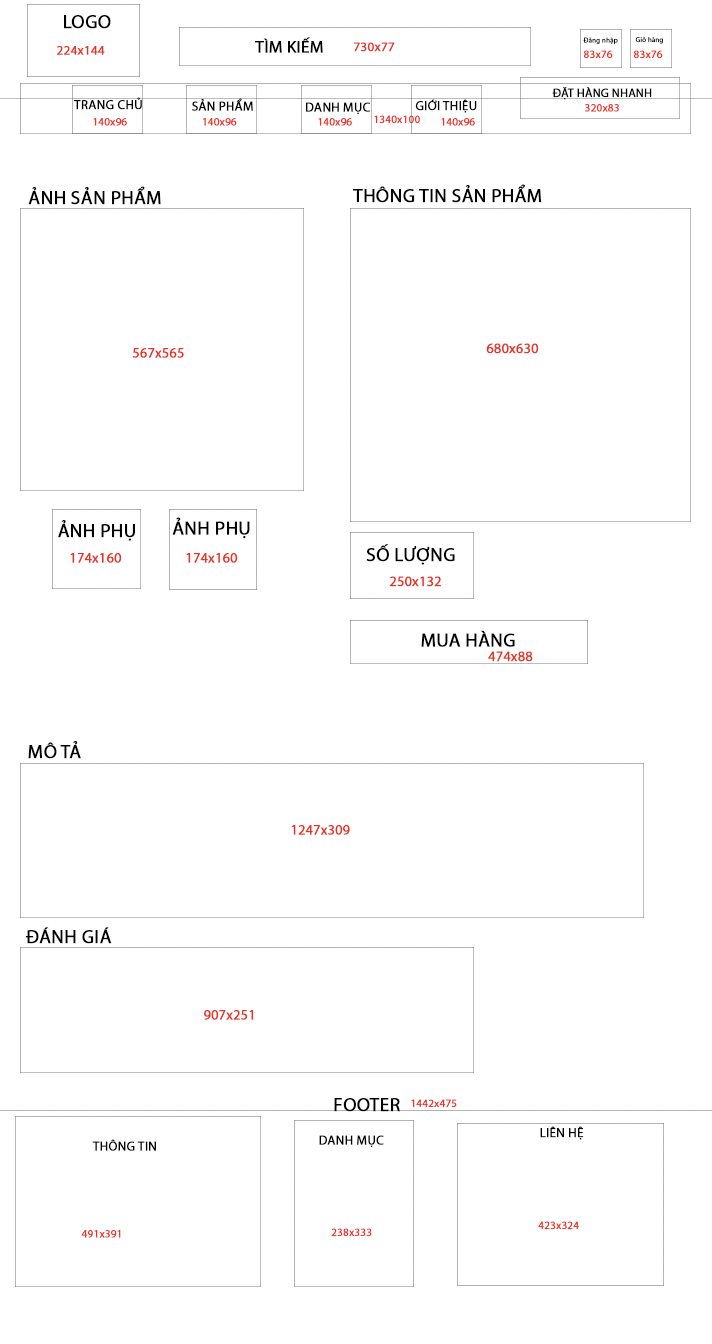 LOGO
224x144
TÌM KIẾM 730x77
Đăng nhập
83x76
Giỏ hàng
83x76
TRANG CHỦ
140x96
SẢN PHẨM
140x96
DANH MỤC
140x96
1340x100
GIỚI THIỆU
140x96
ĐẶT HÀNG NHANH
320x83
ẢNH SẢN PHẨM
567x565
THÔNG TIN SẢN PHẨM
680x630
ẢNH PHỤ
174x160
ẢNH PHỤ
174x160
SỐ LƯỢNG
250x132
MUA HÀNG
474x88
MÔ TẢ
1247x309
ĐÁNH GIÁ
907x251
FOOTER 1442x475
THÔNG TIN
491x391
DANH MỤC
238x333
LIÊN HỆ
423x324